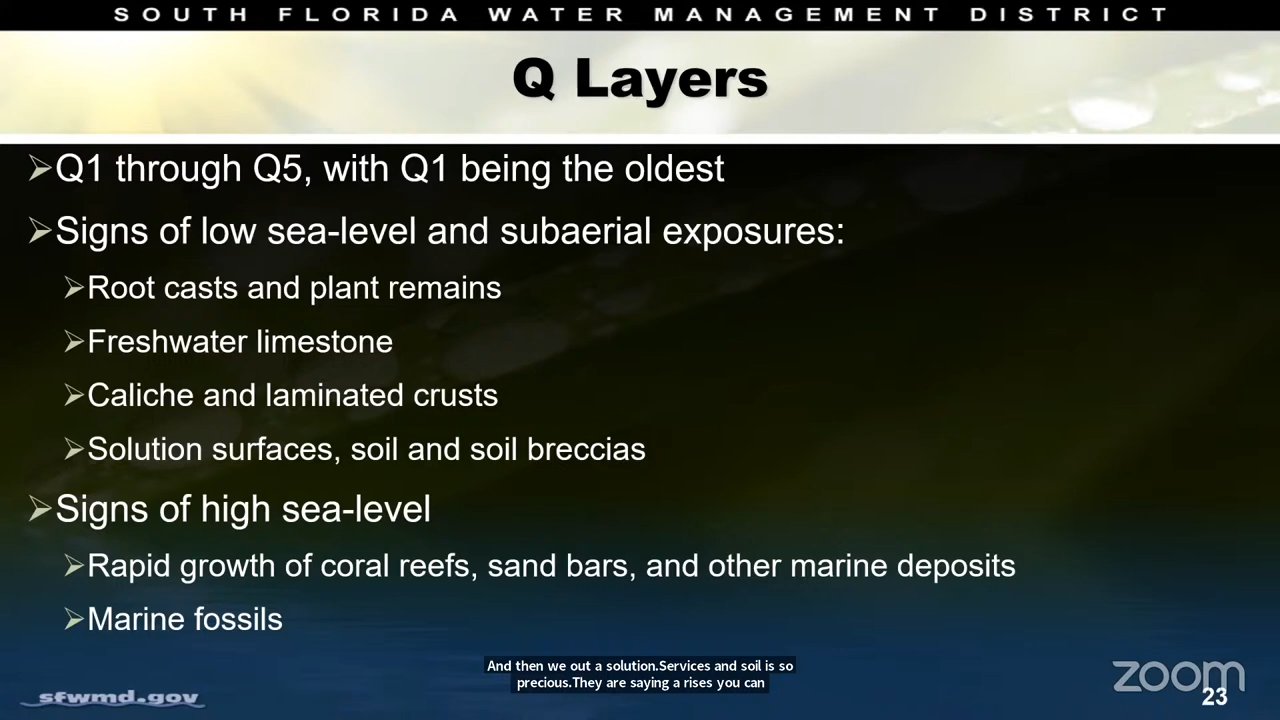 SOUTH FLORIDA WATER MANAGEMENT DISTRICT
Q Layers
Q1 through Q5, with Q1 being the oldest
Signs of low sea-level and subaerial exposures:
Root casts and plant remains
Freshwater limestone
Caliche and laminated crusts
Solution surfaces, soil and soil breccias
Signs of high sea-level
Rapid growth of coral reefs, sand bars, and other marine deposits
Marine fossils
And then we out a solution.Services and soil is so
precious.They are saying a rises you can
sfwmd.gov
zoom
23